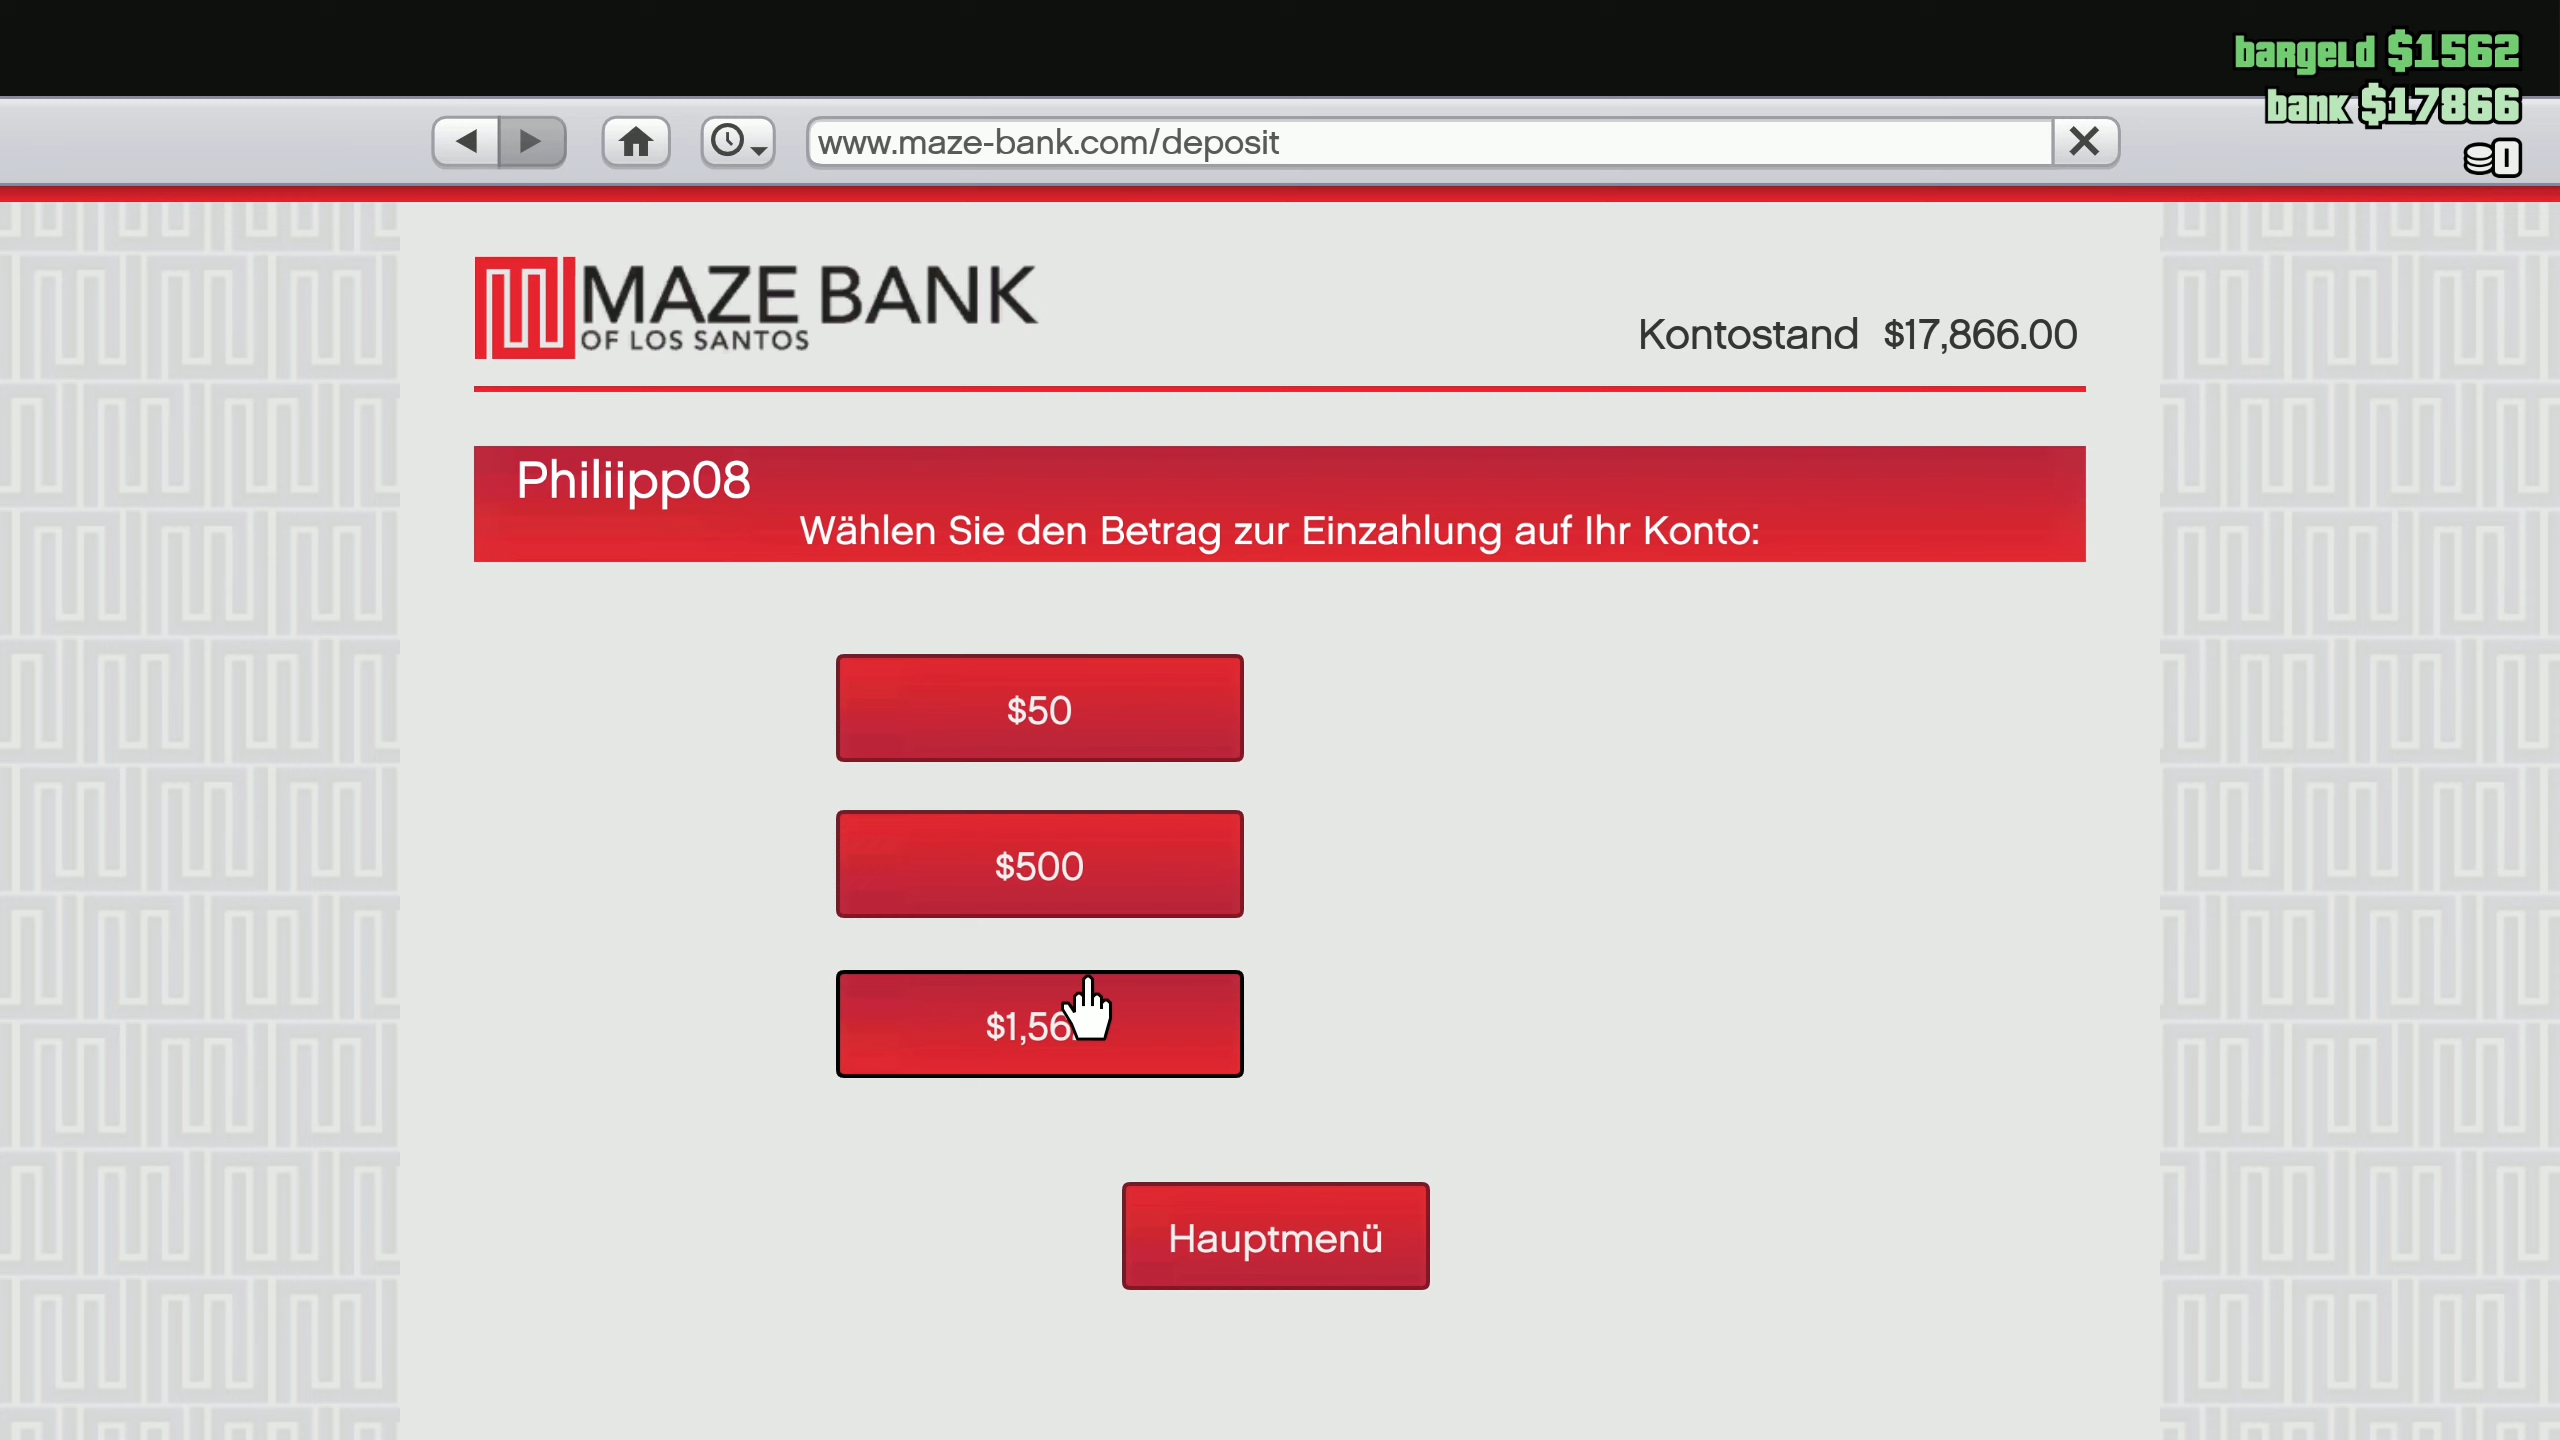 bargeld $1562
bank $17866
www.maze-bank.com/deposit
MAZE BANK
OF LOS SANTOS
Kontostand $17,866.00
Philiipp08
Wählen Sie den Betrag zur Einzahlung auf Ihr Konto:
$50
$500
Hauptmenü